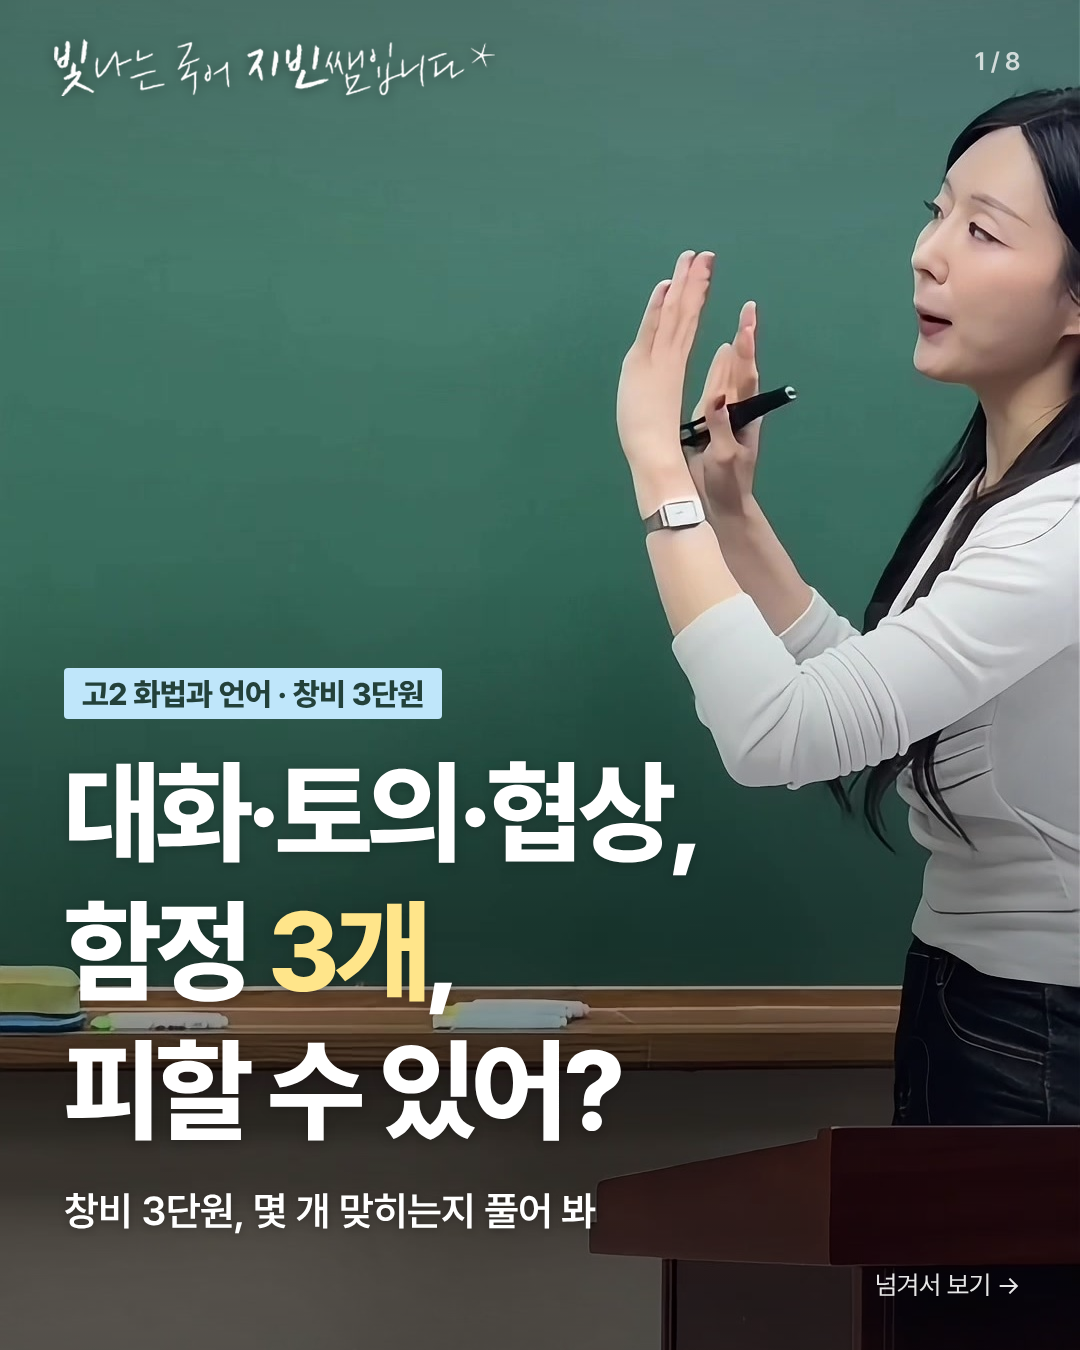 빛나는 국어 지빈쌤입니다*
1 / 8
고2 화법과 언어 · 창비 3단원
대화·토의·협상,
함정 3개,
피할 수 있어?
창비 3단원, 몇 개 맞히는지 풀어 봐
넘겨서 보기 →